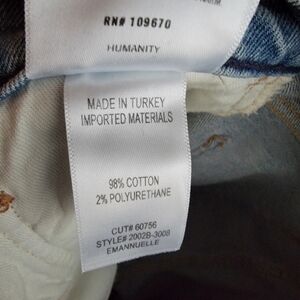 RN# 109670
HUMANITY
MADE IN TURKEY
IMPORTED MATERIALS
98% COTTON
2% POLYURETHANE
CUT# 60756
STYLE# 2002B-3008
EMANNUELLE